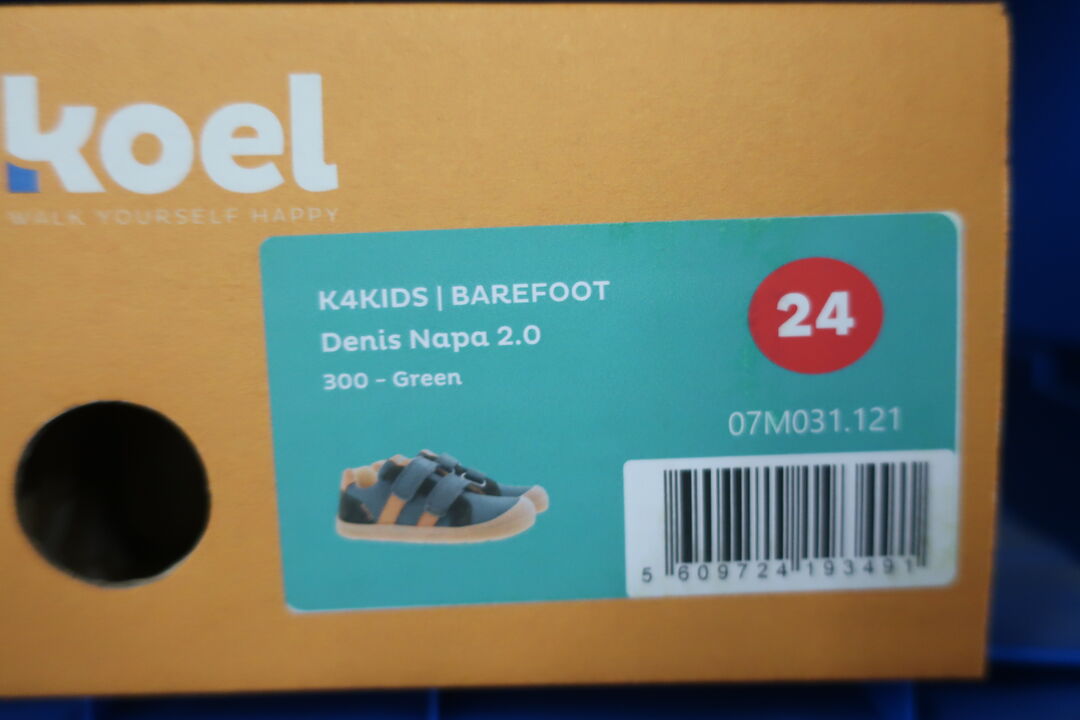 koel
WALK YOURSELF HAPPY
K4KIDS | BAREFOOT
Denis Napa 2.0
300 - Green
24
07M031.121
5 609724 193491